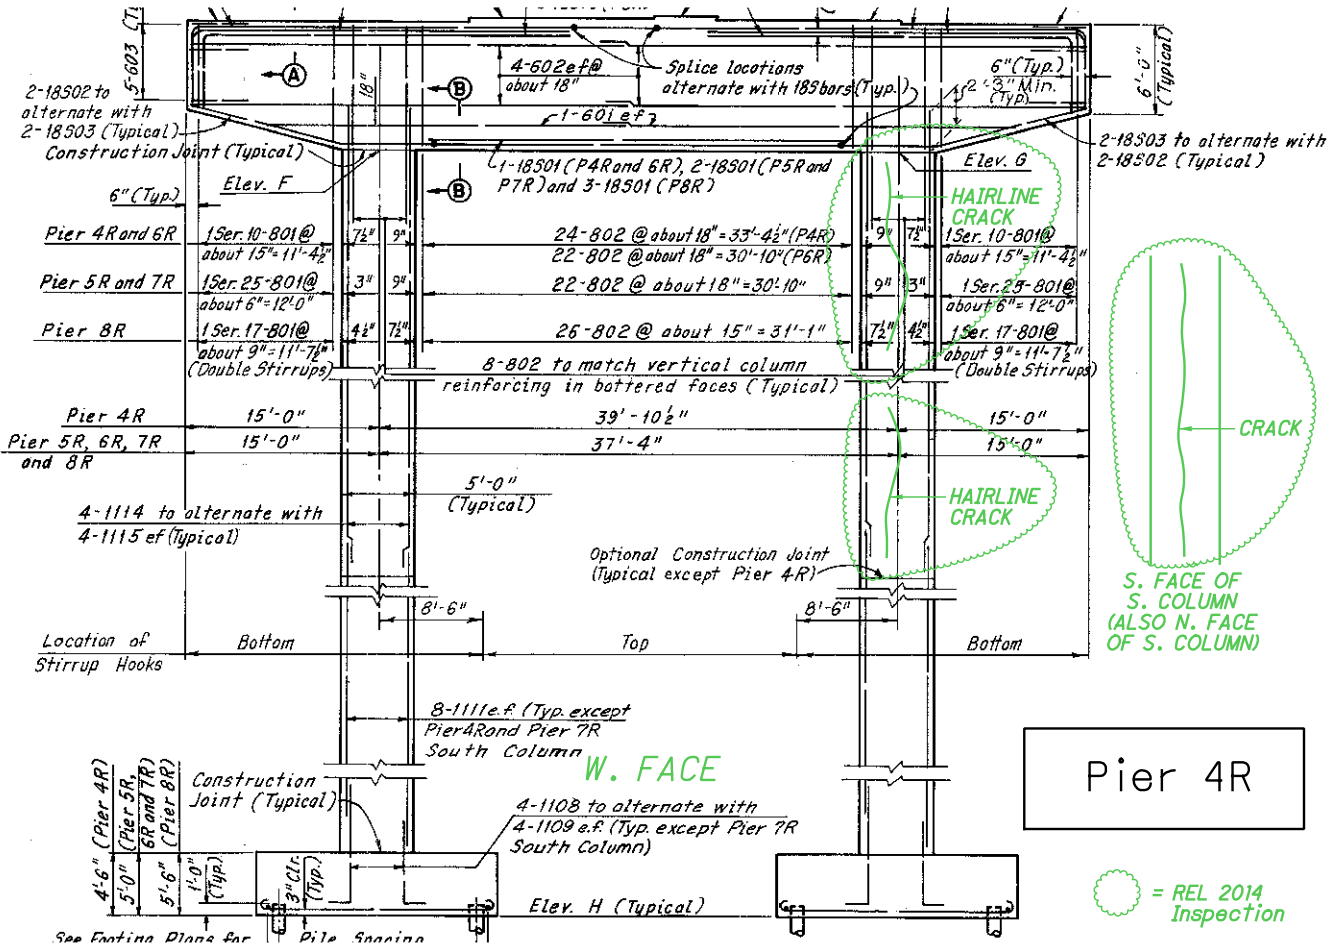 5-603
2-18S02 to
alternate with
2-18S03 (Typical)
Construction Joint (Typical)
A
18"
B
4-602ef@
about 18"
Splice locations
alternate with 18S bars (Typ.)
1-601ef
6" (Typ.)
2'-3" Min.
(Typ.)
6'-0"
(Typical)
2-18S03 to alternate with
2-18S02 (Typical)
Elev. F
B
1-18S01 (P4R and 6R), 2-18S01 (P5R and
P7R) and 3-18S01 (P8R)
Elev. G
HAIRLINE
CRACK
6" (Typ.)
Pier 4R and 6R
1 Ser. 10-801@
about 15"= 11'-4½"
7½"
9"
24-802 @ about 18" = 33'-4½" (P4R)
22-802 @ about 18" = 30'-10" (P6R)
9"
7½"
1 Ser. 10-801@
about 15"= 11'-4½"
Pier 5R and 7R
1 Ser. 25-801@
about 6"= 12'-0"
3"
9"
22-802 @ about 18" = 30'-10"
9"
3"
1 Ser. 25-801@
about 6"= 12'-0"
Pier 8R
1 Ser. 17-801@
about 9"= 11'-7½"
(Double Stirrups)
4½"
7½"
26-802 @ about 15" = 31'-1"
7½"
4½"
1 Ser. 17-801@
about 9"= 11'-7½"
(Double Stirrups)
8-802 to match vertical column
reinforcing in battered faces (Typical)
Pier 4R
15'-0"
39'-10½"
15'-0"
Pier 5R, 6R, 7R
and 8R
15'-0"
37'-4"
15'-0"
CRACK
5'-0"
(Typical)
HAIRLINE
CRACK
4-1114 to alternate with
4-1115 ef (Typical)
Optional Construction Joint
(Typical except Pier 4R)
S. FACE OF
S. COLUMN
(ALSO N. FACE
OF S. COLUMN)
8'-6"
8'-6"
Location of
Stirrup Hooks
Bottom
Top
Bottom
8-1111 e.f. (Typ. except
Pier 4R and Pier 7R
South Column
W. FACE
Pier 4R
Construction
Joint (Typical)
4-1108 to alternate with
4-1109 e.f. (Typ. except Pier 7R
South Column)
4'-6" (Pier 4R)
5'-0" (Pier 5R,
6R and 7R)
5'-6" (Pier 8R)
1'-0"
(Typ.)
3" Clr.
(Typ.)
Elev. H (Typical)
= REL 2014
Inspection
See Footing Plans for Pile Spacing